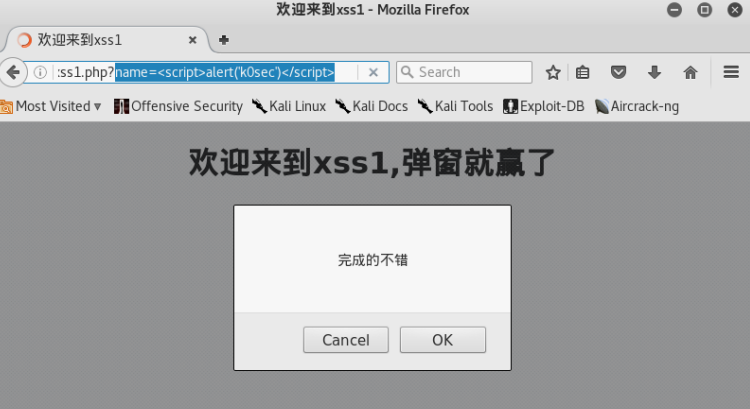 欢迎来到xss1 - Mozilla Firefox
欢迎来到xss1
:ss1.php?name=<script>alert('k0sec')</script>
Search
Most Visited
Offensive Security
Kali Linux
Kali Docs
Kali Tools
Exploit-DB
Aircrack-ng
欢迎来到xss1,弹窗就赢了
完成的不错
Cancel
OK